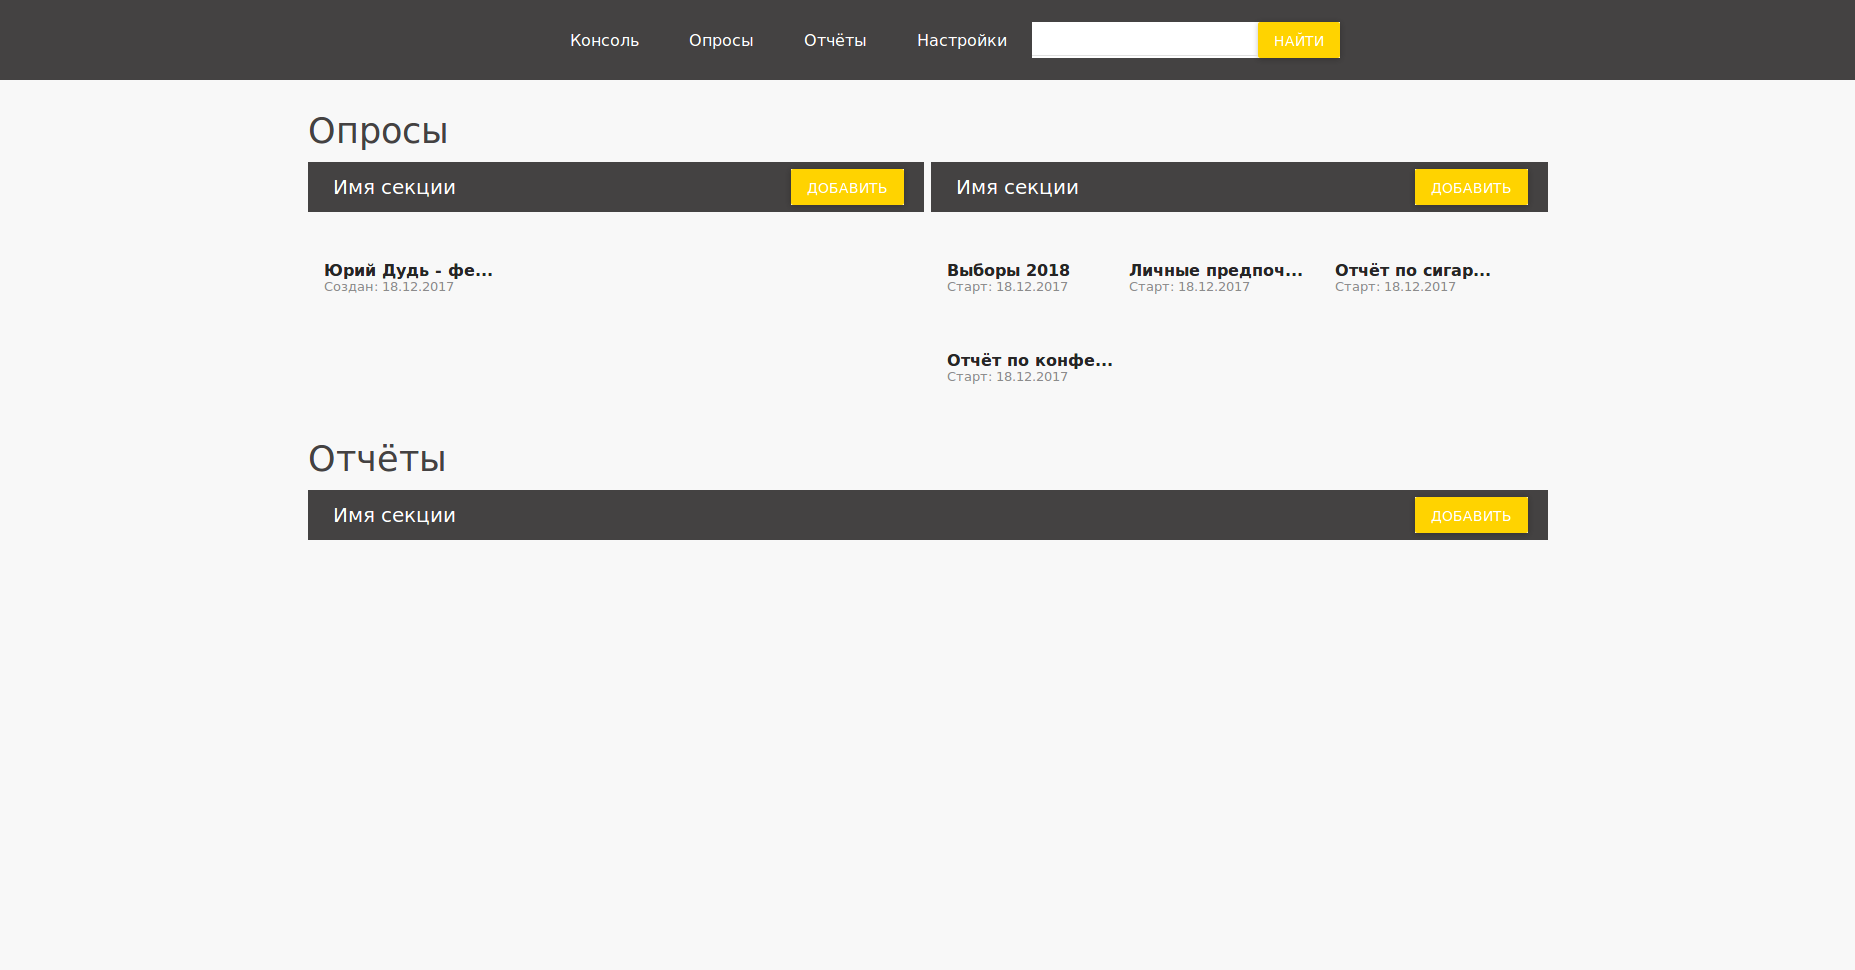 Консоль Опросы Отчёты Настройки НАЙТИ
Опросы
Имя секции ДОБАВИТЬ
Юрий Дудь - фе...
Создан: 18.12.2017
Имя секции ДОБАВИТЬ
Выборы 2018
Старт: 18.12.2017
Личные предпоч...
Старт: 18.12.2017
Отчёт по сигар...
Старт: 18.12.2017
Отчёт по конфе...
Старт: 18.12.2017
Отчёты
Имя секции ДОБАВИТЬ